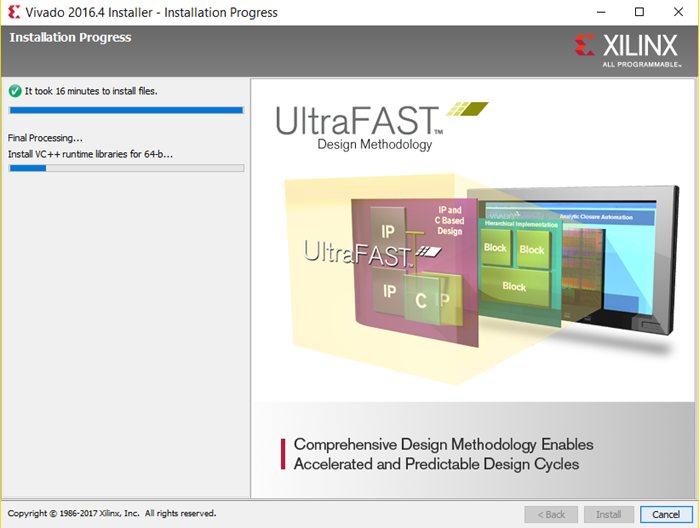 Vivado 2016.4 Installer - Installation Progress
Installation Progress
XILINX
ALL PROGRAMMABLE™
It took 16 minutes to install files.
Final Processing...
Install VC++ runtime libraries for 64-b...
UltraFAST™
Design Methodology
IP and
C Based
Design
IP
UltraFAST™
IP
C
IP
Hierarchical Implementation
Block
Block
Block
Analytic Closure Automation
Comprehensive Design Methodology Enables
Accelerated and Predictable Design Cycles
Copyright © 1986-2017 Xilinx, Inc. All rights reserved.
< Back
Install
Cancel